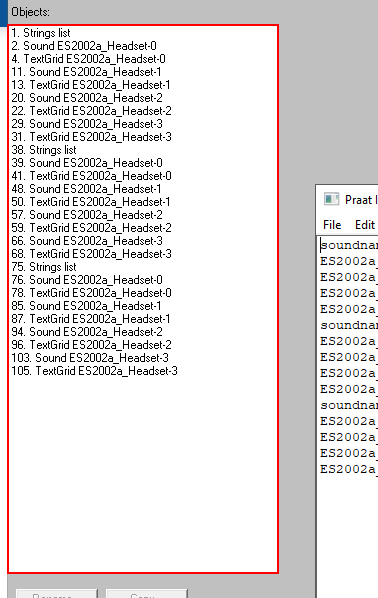 Objects:
1. Strings list
2. Sound ES2002a_Headset-0
4. TextGrid ES2002a_Headset-0
11. Sound ES2002a_Headset-1
13. TextGrid ES2002a_Headset-1
20. Sound ES2002a_Headset-2
22. TextGrid ES2002a_Headset-2
29. Sound ES2002a_Headset-3
31. TextGrid ES2002a_Headset-3
38. Strings list
39. Sound ES2002a_Headset-0
41. TextGrid ES2002a_Headset-0
48. Sound ES2002a_Headset-1
50. TextGrid ES2002a_Headset-1
57. Sound ES2002a_Headset-2
59. TextGrid ES2002a_Headset-2
66. Sound ES2002a_Headset-3
68. TextGrid ES2002a_Headset-3
75. Strings list
76. Sound ES2002a_Headset-0
78. TextGrid ES2002a_Headset-0
85. Sound ES2002a_Headset-1
87. TextGrid ES2002a_Headset-1
94. Sound ES2002a_Headset-2
96. TextGrid ES2002a_Headset-2
103. Sound ES2002a_Headset-3
105. TextGrid ES2002a_Headset-3
Praat
File Edit
soundnar
ES2002a_
ES2002a_
ES2002a_
ES2002a_
soundnar
ES2002a_
ES2002a_
ES2002a_
ES2002a_
soundnar
ES2002a_
ES2002a_
ES2002a_
ES2002a_